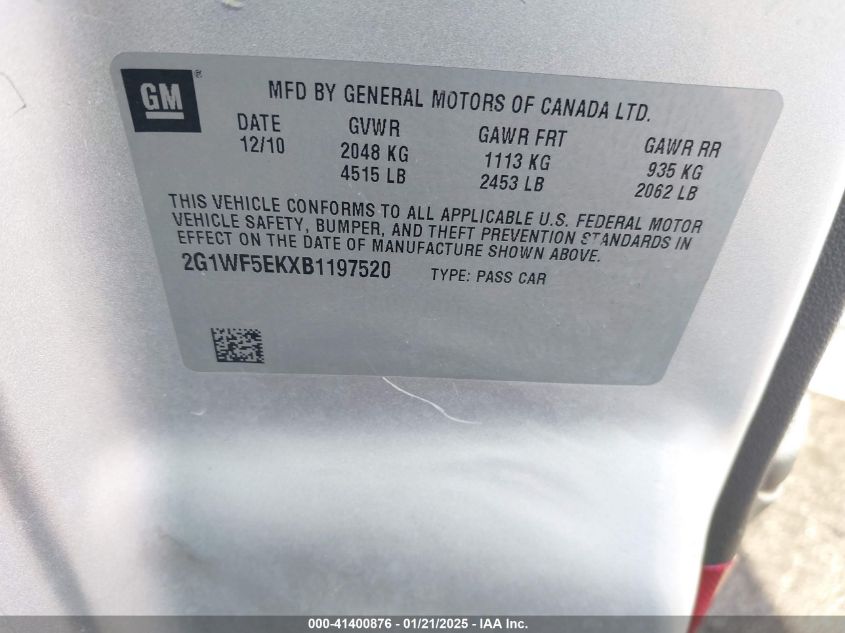 GM®
MFD BY GENERAL MOTORS OF CANADA LTD.
DATE GVWR GAWR FRT GAWR RR
12/10 2048 KG 1113 KG 935 KG
4515 LB 2453 LB 2062 LB
THIS VEHICLE CONFORMS TO ALL APPLICABLE U.S. FEDERAL MOTOR
VEHICLE SAFETY, BUMPER, AND THEFT PREVENTION STANDARDS IN
EFFECT ON THE DATE OF MANUFACTURE SHOWN ABOVE.
2G1WF5EKXB1197520 TYPE: PASS CAR
000-41400876 - 01/21/2025 - IAA Inc.